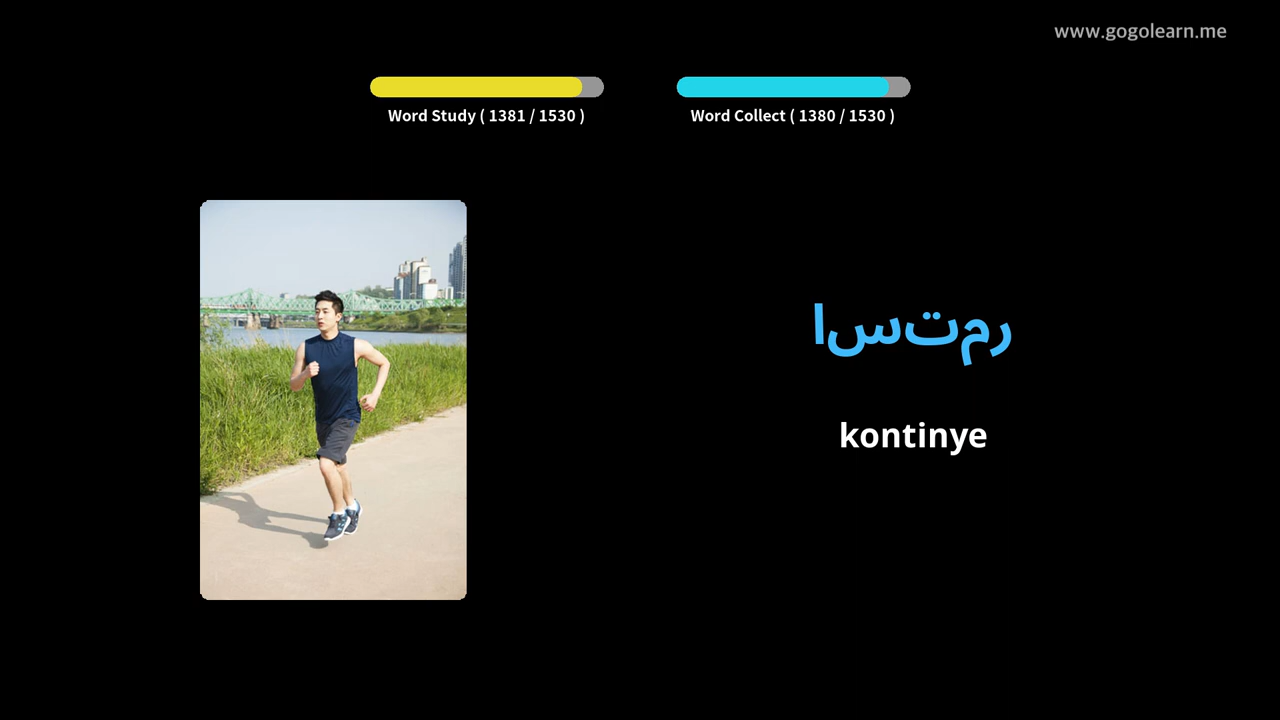 www.gogolearn.me
Word Study ( 1381 / 1530 )
Word Collect ( 1380 / 1530 )
استمر
kontinye